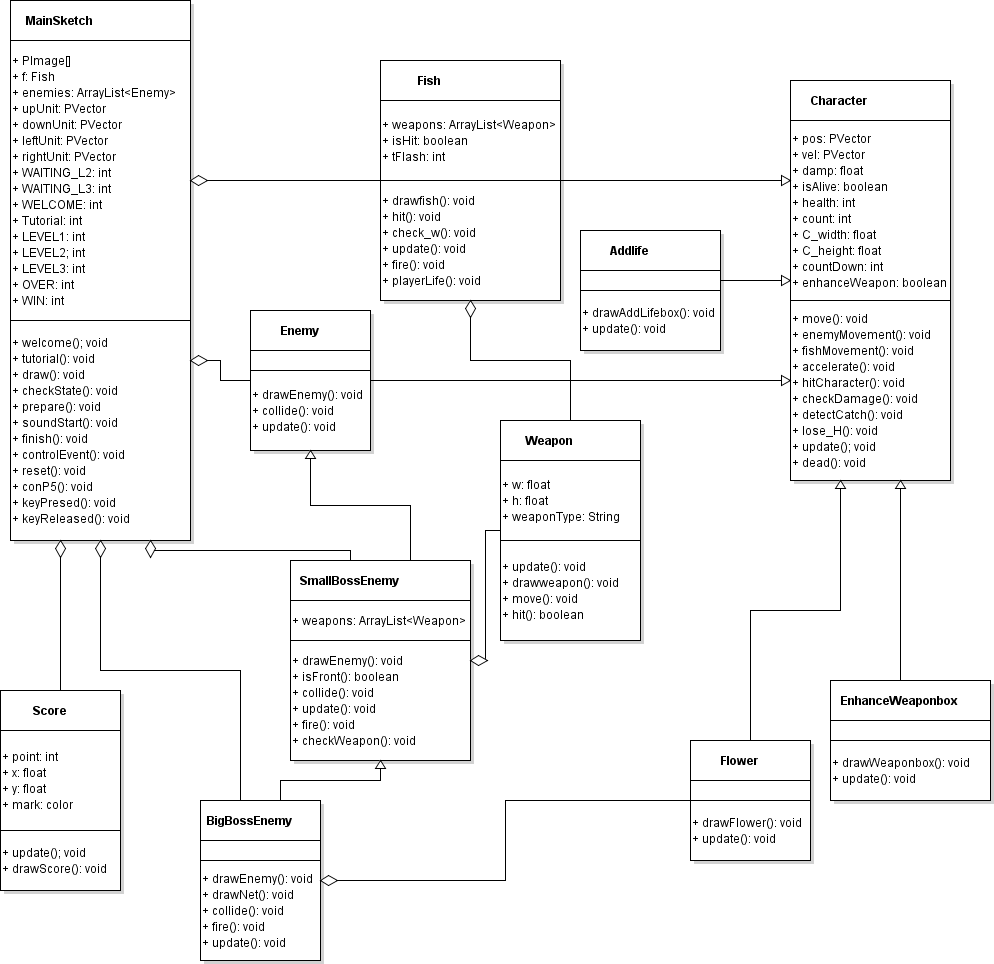 MainSketch
+ PImage[]
+ f: Fish
+ enemies: ArrayList<Enemy>
+ upUnit: PVector
+ downUnit: PVector
+ leftUnit: PVector
+ rightUnit: PVector
+ WAITING_L2: int
+ WAITING_L3: int
+ WELCOME: int
+ Tutorial: int
+ LEVEL1: int
+ LEVEL2; int
+ LEVEL3: int
+ OVER: int
+ WIN: int
+ welcome(); void
+ tutorial(): void
+ draw(): void
+ checkState(): void
+ prepare(): void
+ soundStart(): void
+ finish(): void
+ controlEvent(): void
+ reset(): void
+ conP5(): void
+ keyPresed(): void
+ keyReleased(): void
Fish
+ weapons: ArrayList<Weapon>
+ isHit: boolean
+ tFlash: int
+ drawfish(): void
+ hit(): void
+ check_w(): void
+ update(): void
+ fire(): void
+ playerLife(): void
Character
+ pos: PVector
+ vel: PVector
+ damp: float
+ isAlive: boolean
+ health: int
+ count: int
+ C_width: float
+ C_height: float
+ countDown: int
+ enhanceWeapon: boolean
+ move(): void
+ enemyMovement(): void
+ fishMovement(): void
+ accelerate(): void
+ hitCharacter(): void
+ checkDamage(): void
+ detectCatch(): void
+ lose_H(): void
+ update(); void
+ dead(): void
Addlife
+ drawAddLifebox(): void
+ update(): void
Enemy
+ drawEnemy(): void
+ collide(): void
+ update(): void
Weapon
+ w: float
+ h: float
+ weaponType: String
+ update(): void
+ drawweapon(): void
+ move(): void
+ hit(): boolean
SmallBossEnemy
+ weapons: ArrayList<Weapon>
+ drawEnemy(): void
+ isFront(): boolean
+ collide(): void
+ update(): void
+ fire(): void
+ checkWeapon(): void
Score
+ point: int
+ x: float
+ y: float
+ mark: color
+ update(); void
+ drawScore(): void
BigBossEnemy
+ drawEnemy(): void
+ drawNet(): void
+ collide(): void
+ fire(): void
+ update(): void
Flower
+ drawFlower(): void
+ update(): void
EnhanceWeaponbox
+ drawWeaponbox(): void
+ update(): void